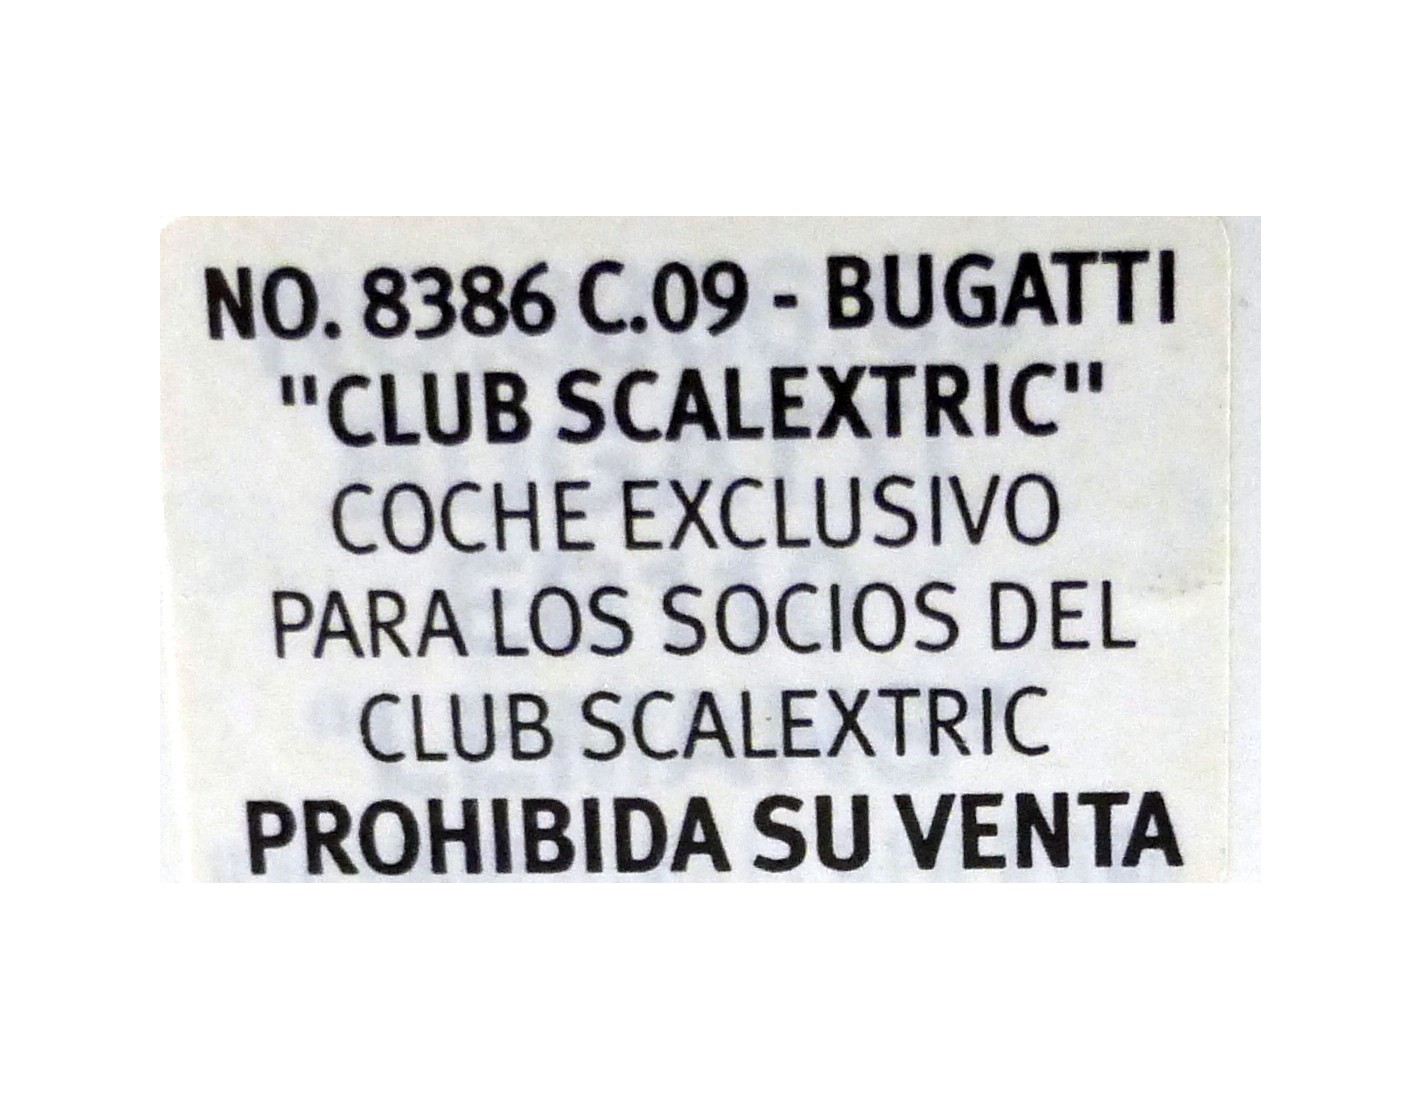 NO. 8386 C.09 - BUGATTI
"CLUB SCALEXTRIC"
COCHE EXCLUSIVO
PARA LOS SOCIOS DEL
CLUB SCALEXTRIC
PROHIBIDA SU VENTA